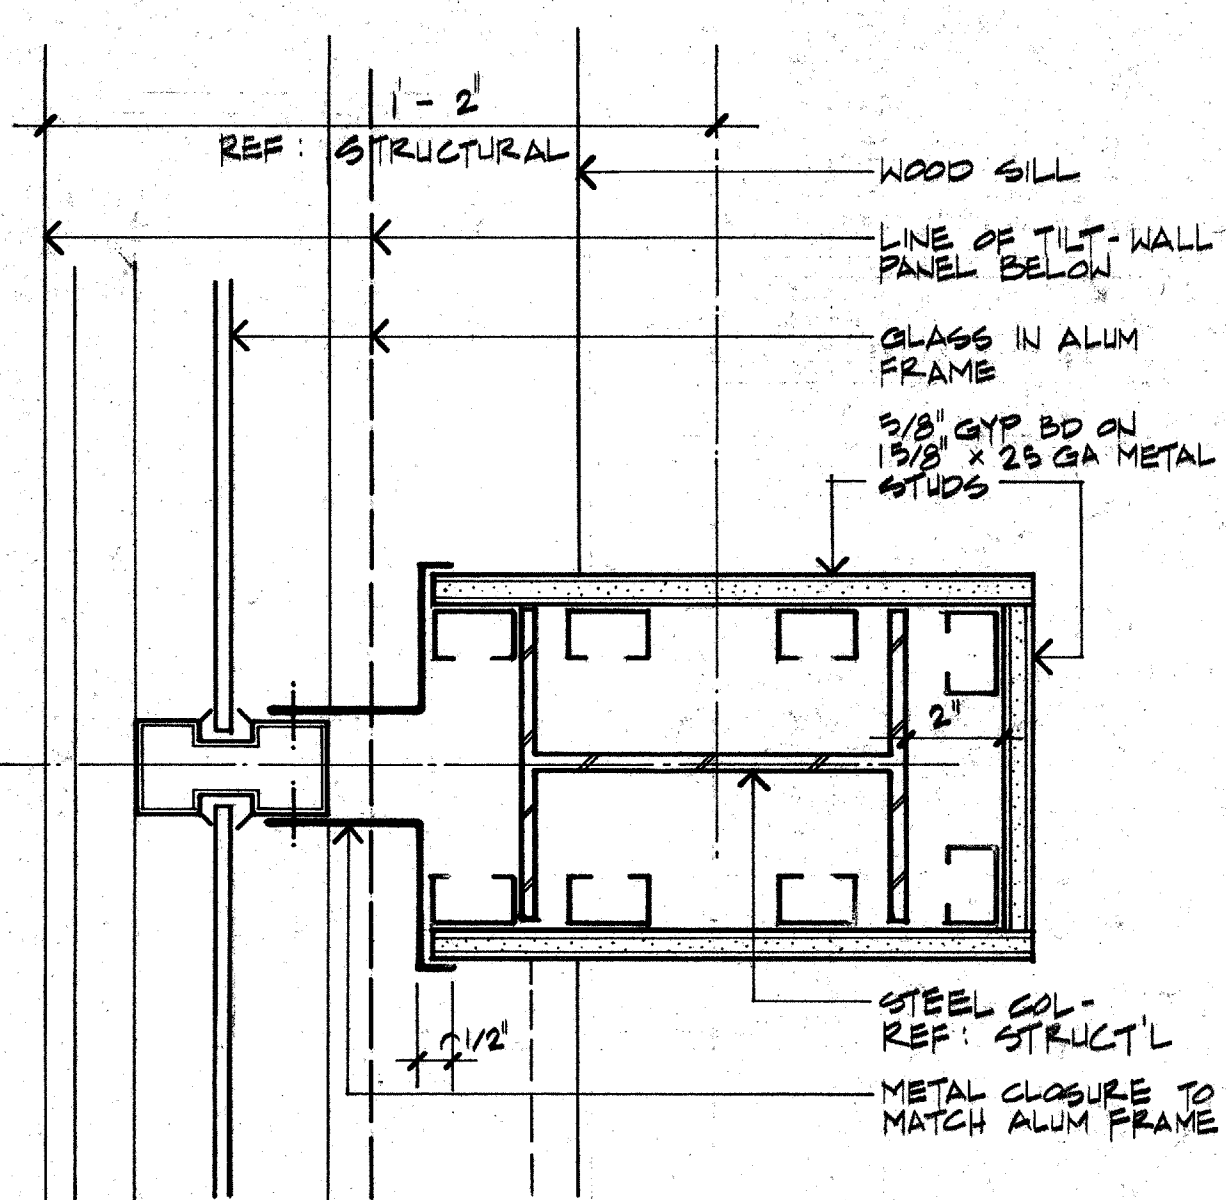 1'- 2"
REF: STRUCTURAL
WOOD SILL
LINE OF TILT-WALL
PANEL BELOW
GLASS IN ALUM
FRAME
5/8" GYP BD ON
1 5/8" x 25 GA METAL
STUDS
2"
STEEL COL-
REF: STRUCT'L
1/2"
METAL CLOSURE TO
MATCH ALUM FRAME